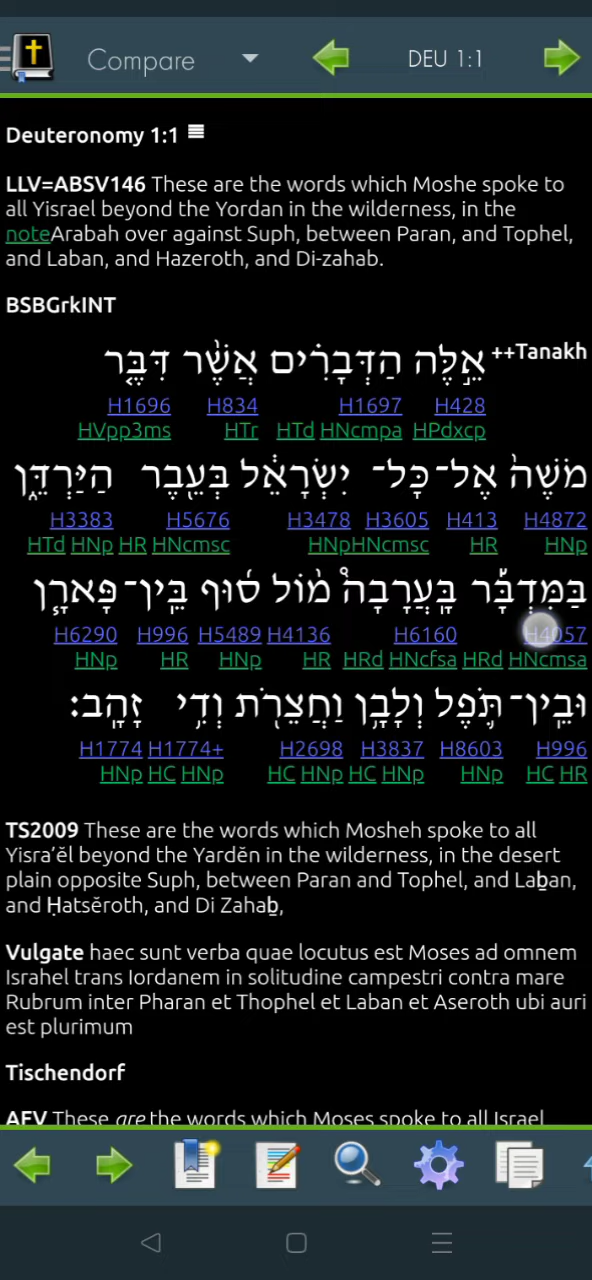 Compare
DEU 1:1
Deuteronomy 1:1
LLV=ABSV146 These are the words which Moshe spoke to
all Yisrael beyond the Yordan in the wilderness, in the
noteArabah over against Suph, between Paran, and Tophel,
and Laban, and Hazeroth, and Di-zahab.
BSBGrkINT
++Tanakh אֵ֣לֶּה הַדְּבָרִ֗ים אֲשֶׁ֨ר דִּבֶּ֤ר
H1696 H834 H1697 H428
HVpp3ms HTr HTd HNcmpa HPdxcp
מֹשֶׁה֙ אֶל־ כָּל־ יִשְׂרָאֵ֔ל בְּעֵ֖בֶר הַיַּרְדֵּ֑ן
H3383 H5676 H3478 H3605 H413 H4872
HTd HNp HR HNcmsc HNpHNcmsc HR HNp
בַּמִּדְבָּ֡ר בָּֽעֲרָבָה֩ מ֨וֹל ס֜וּף בֵּֽין־ פָּארָ֧ן
H6290 H996 H5489 H4136 H6160 H4057
HNp HR HNp HR HRd HNcfsa HRd HNcmsa
וּבֵֽין־ תֹּ֛פֶל וְלָבָ֥ן וַחֲצֵרֹ֖ת וְדִ֥י זָהָֽב׃
H1774 H1774+ H2698 H3837 H8603 H996
HNp HC HNp HC HNp HC HNp HNp HC HR
TS2009 These are the words which Mosheh spoke to all
Yisra’ĕl beyond the Yardĕn in the wilderness, in the desert
plain opposite Suph, between Paran and Tophel, and Laḇan,
and Ḥatsĕroth, and Di Zahaḇ,
Vulgate haec sunt verba quae locutus est Moses ad omnem
Israhel trans Iordanem in solitudine campestri contra mare
Rubrum inter Pharan et Thophel et Laban et Aseroth ubi auri
est plurimum
Tischendorf
AFV These are the words which Moses spoke to all Israel